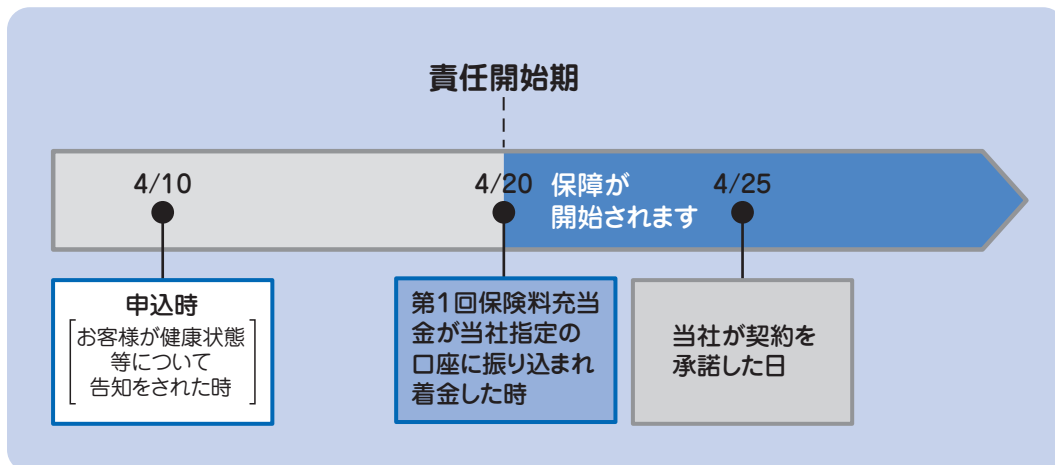 責任開始期
4/10
4/20
保障が
開始されます
4/25
申込時
お客様が健康状態
等について
告知をされた時
第1回保険料充当
金が当社指定の
口座に振り込まれ
着金した時
当社が契約を
承諾した日